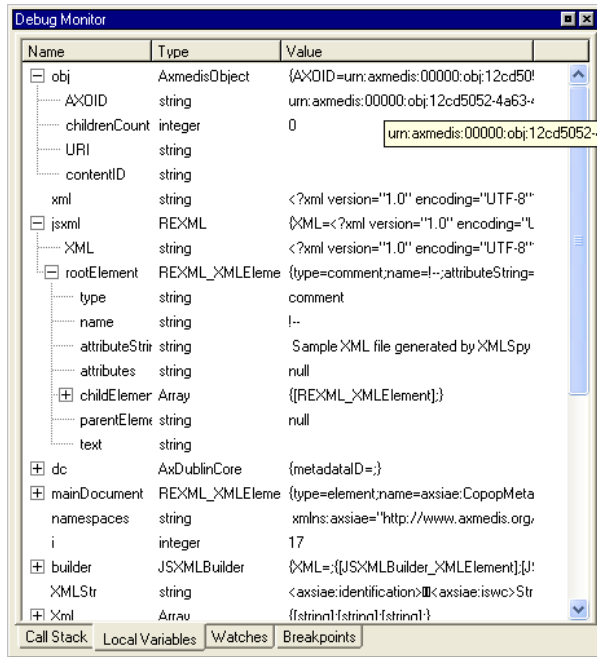 Debug Monitor
Name Type Value
obj AxmedisObject {AXOID=urn:axmedis:00000:obj:12cd50
AXOID string urn:axmedis:00000:obj:12cd5052-4a63-
childrenCount integer 0
urn:axmedis:00000:obj:12cd5052-
URI string
contentID string
xml string <?xml version="1.0" encoding="UTF-8"
jsxml REXML {XML=<?xml version="1.0" encoding="U
XML string <?xml version="1.0" encoding="UTF-8"
rootElement REXML_XMLEleme {type=comment;name=!--;attributeString=
type string comment
name string !--
attributeStrin string Sample XML file generated by XMLSpy
attributes string null
childElemen Array {[REXML_XMLElement];}
parentEleme string null
text string
dc AxDublinCore {metadataID=;}
mainDocument REXML_XMLEleme {type=element;name=axsiae:CopopMeta
namespaces string xmlns:axsiae="http://www.axmedis.org/
i integer 17
builder JSXMLBuilder {XML=;{[JSXMLBuilder_XMLElement];[JS
XMLStr string <axsiae:identification>▯▯<axsiae:iswc>Str
Xml Array {[string];[string];[string];}
Call Stack Local Variables Watches Breakpoints